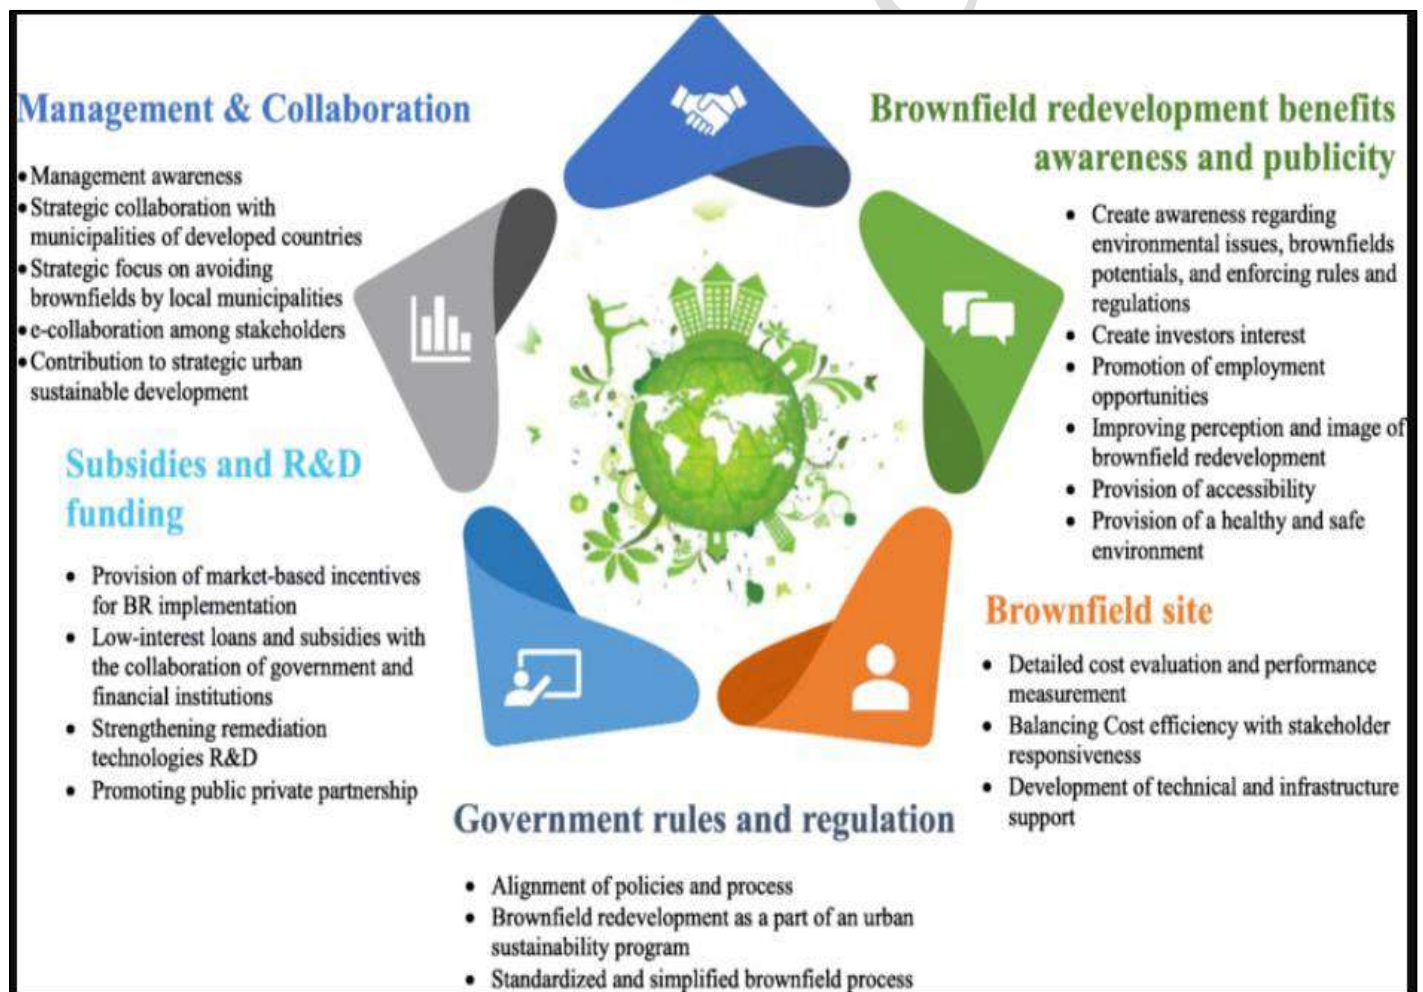 Management & Collaboration
•Management awareness
•Strategic collaboration with
municipalities of developed countries
•Strategic focus on avoiding
brownfields by local municipalities
•e-collaboration among stakeholders
•Contribution to strategic urban
sustainable development
Subsidies and R&D
funding
• Provision of market-based incentives
for BR implementation
• Low-interest loans and subsidies with
the collaboration of government and
financial institutions
• Strengthening remediation
technologies R&D
• Promoting public private partnership
Brownfield redevelopment benefits
awareness and publicity
• Create awareness regarding
environmental issues, brownfields
potentials, and enforcing rules and
regulations
• Create investors interest
• Promotion of employment
opportunities
• Improving perception and image of
brownfield redevelopment
• Provision of accessibility
• Provision of a healthy and safe
environment
Brownfield site
• Detailed cost evaluation and performance
measurement
• Balancing Cost efficiency with stakeholder
responsiveness
• Development of technical and infrastructure
support
Government rules and regulation
• Alignment of policies and process
• Brownfield redevelopment as a part of an urban
sustainability program
• Standardized and simplified brownfield process